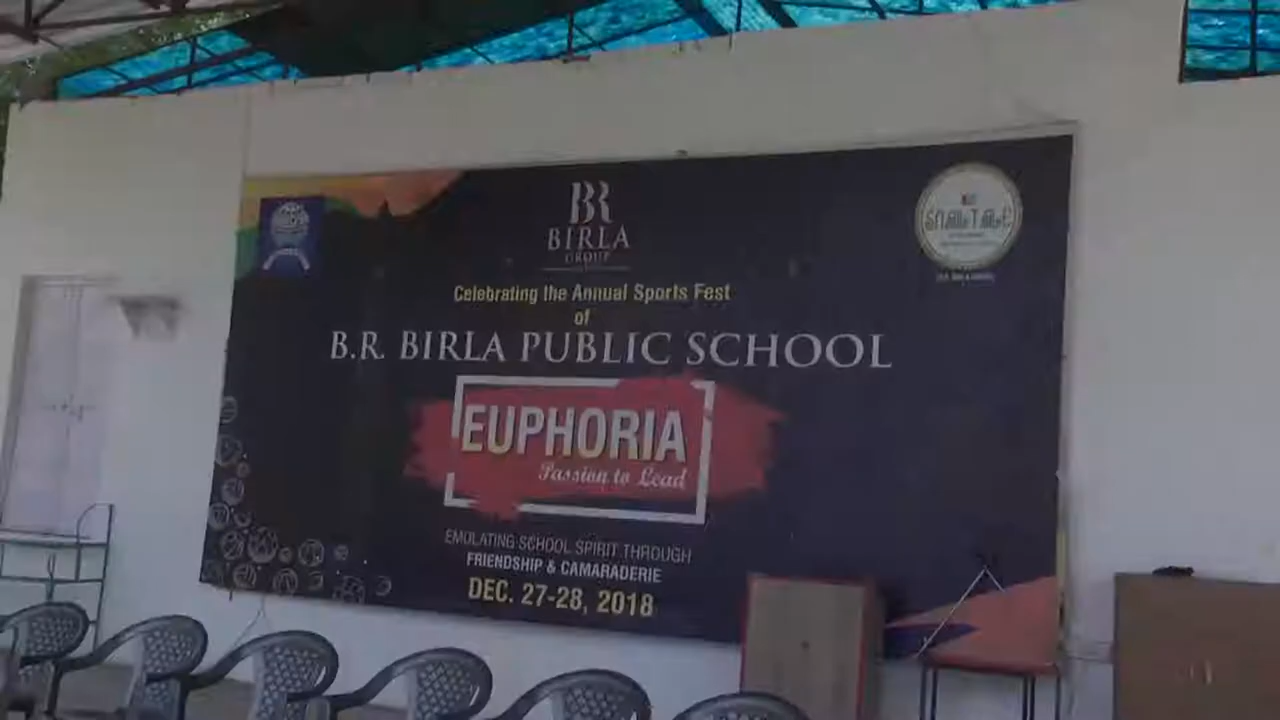 BR
BIRLA
GROUP
Celebrating the Annual Sports Fest
of
B.R. BIRLA PUBLIC SCHOOL
EUPHORIA
Passion to Lead
EMULATING SCHOOL SPIRIT THROUGH
FRIENDSHIP & CAMARADERIE
DEC. 27-28, 2018